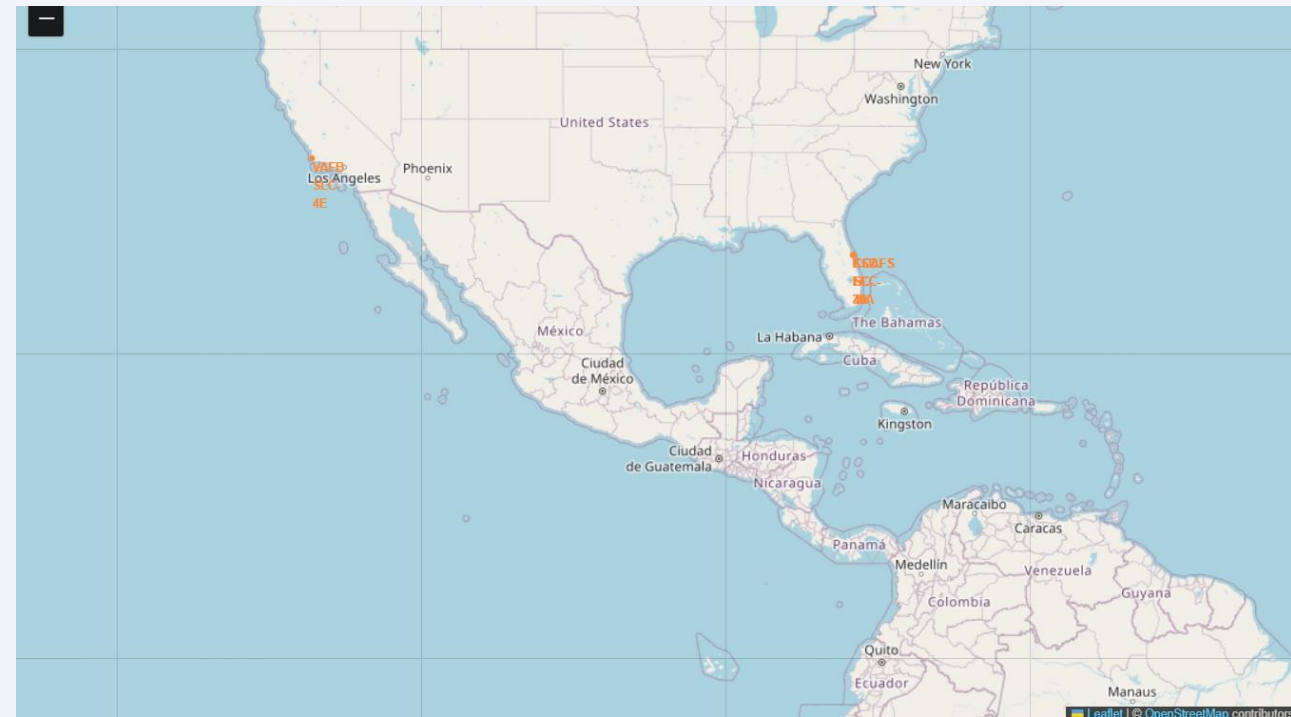 −
New York
Washington
United States
Phoenix
VAFB
Los Angeles
SLC-
4E
The Bahamas
La Habana
México
Cuba
Ciudad
de México
República
Dominicana
Kingston
Ciudad
de Guatemala
Honduras
Nicaragua
Maracaibo
Caracas
Panamá
Medellín
Venezuela
Guyana
Colombia
Quito
Ecuador
Manaus
Leaflet | © OpenStreetMap contributors